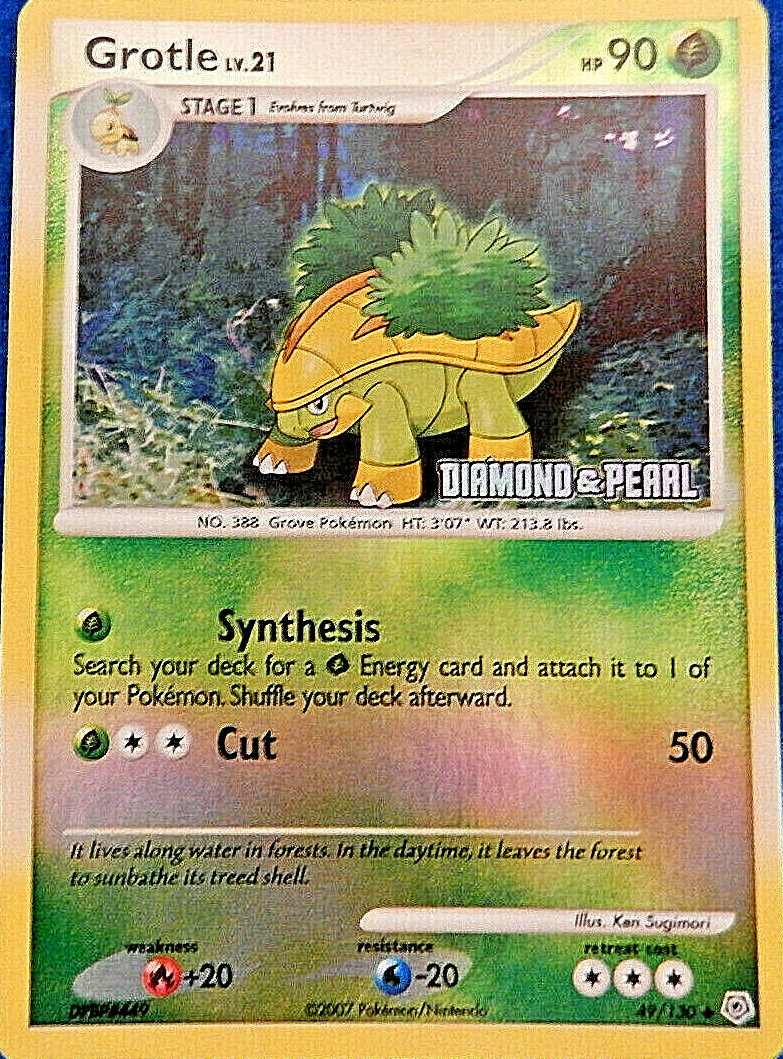 Grotle LV.21 HP 90
STAGE 1 Evolves from Turtwig
DIAMOND & PEARL
NO. 388 Grove Pokémon HT: 3'07" WT: 213.8 lbs.
Synthesis
Search your deck for a Energy card and attach it to 1 of
your Pokémon. Shuffle your deck afterward.
Cut 50
It lives along water in forests. In the daytime, it leaves the forest
to sunbathe its treed shell.
Illus. Ken Sugimori
weakness resistance retreat cost
+20 -20
©2007 Pokémon/Nintendo 49/130